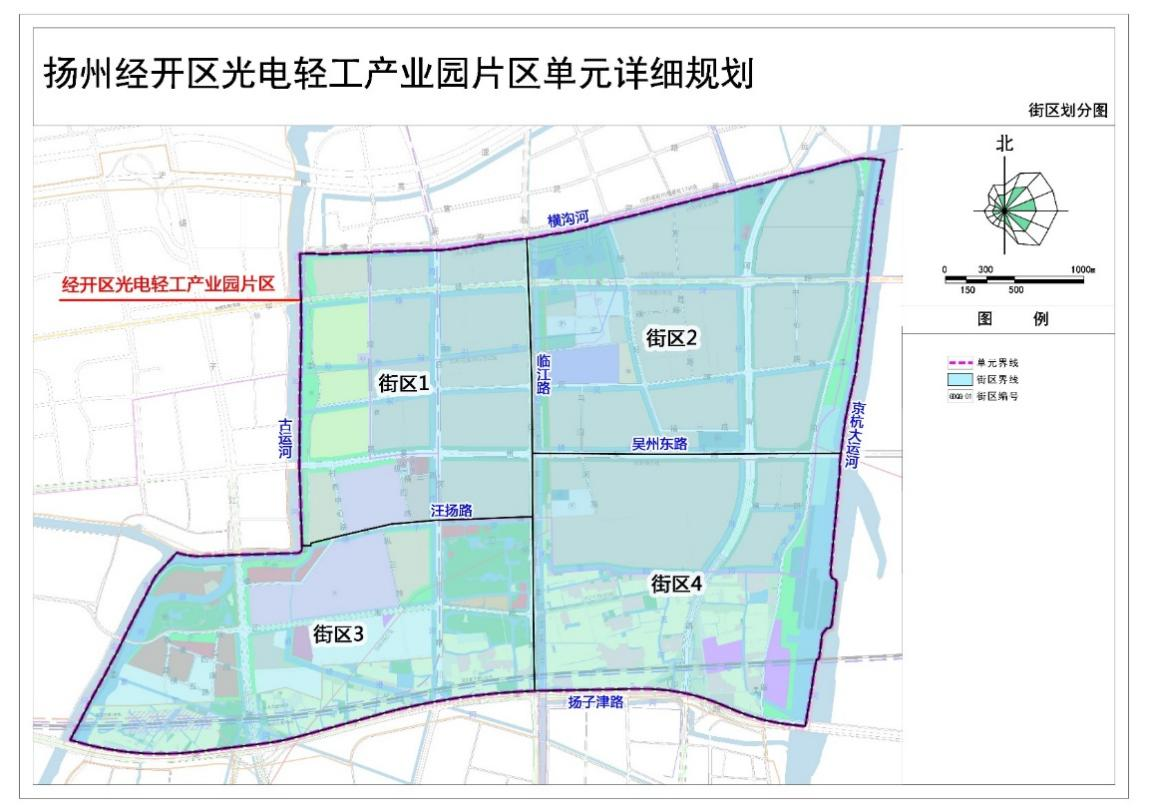 扬州经开区光电轻工产业园片区单元详细规划
街区划分图
北
横沟河
经开区光电轻工产业园片区
0 300 1000m
150 500
图 例
街区2
临江路
街区1
单元界线
街区界线
街区编号
京杭大运河
古运河
吴州东路
汪扬路
街区4
街区3
扬子津路